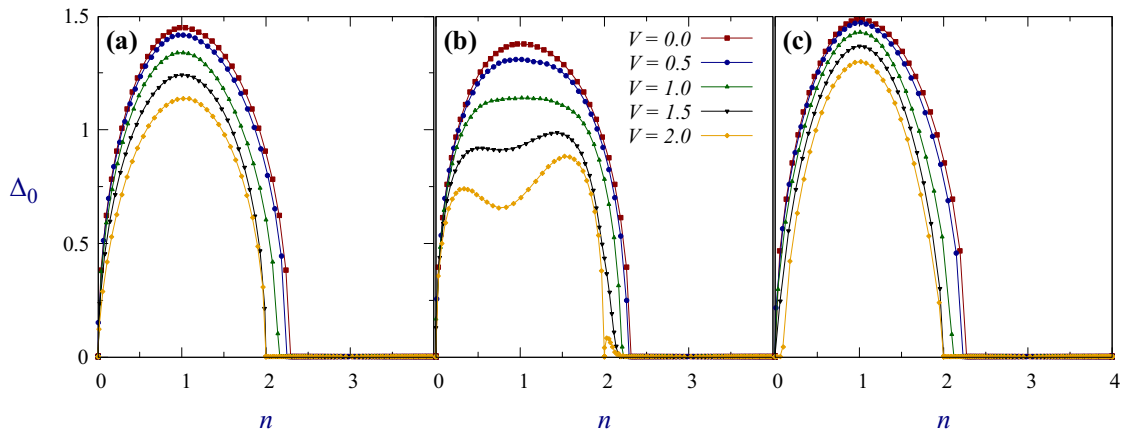 1.5
(a) (b) (c)
V = 0.0
V = 0.5
V = 1.0
V = 1.5
V = 2.0
1
Δ0
0.5
0
0 1 2 3 0 1 2 3 0 1 2 3 4
n n n